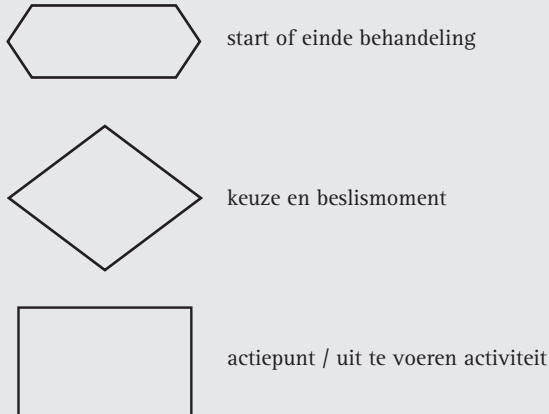 start of einde behandeling
keuze en beslismoment
actiepunt / uit te voeren activiteit